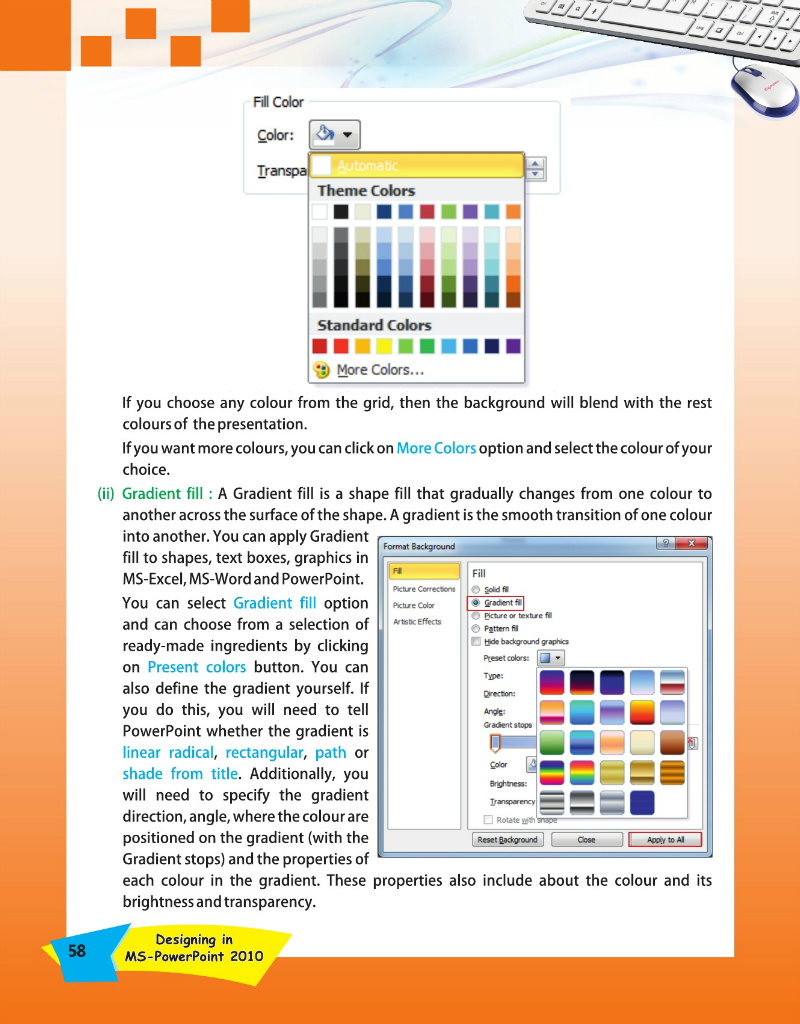 Fill Color
Color:
Transpa
Automatic
Theme Colors
Standard Colors
More Colors...
If you choose any colour from the grid, then the background will blend with the rest
colours of the presentation.
If you want more colours, you can click on More Colors option and select the colour of your
choice.
(ii) Gradient fill : A Gradient fill is a shape fill that gradually changes from one colour to
another across the surface of the shape. A gradient is the smooth transition of one colour
into another. You can apply Gradient
fill to shapes, text boxes, graphics in
MS-Excel, MS-Word and PowerPoint.
You can select Gradient fill option
and can choose from a selection of
ready-made ingredients by clicking
on Present colors button. You can
also define the gradient yourself. If
you do this, you will need to tell
PowerPoint whether the gradient is
linear radical, rectangular, path or
shade from title. Additionally, you
will need to specify the gradient
direction, angle, where the colour are
positioned on the gradient (with the
Gradient stops) and the properties of
each colour in the gradient. These properties also include about the colour and its
brightness and transparency.
Format Background
Fill
Picture Corrections
Picture Color
Artistic Effects
Fill
Solid fill
Gradient fill
Picture or texture fill
Pattern fill
Hide background graphics
Preset colors:
Type:
Direction:
Angle:
Gradient stops
Color
Brightness:
Transparency
Rotate with shape
Reset Background
Close
Apply to All
58
Designing in
MS-PowerPoint 2010